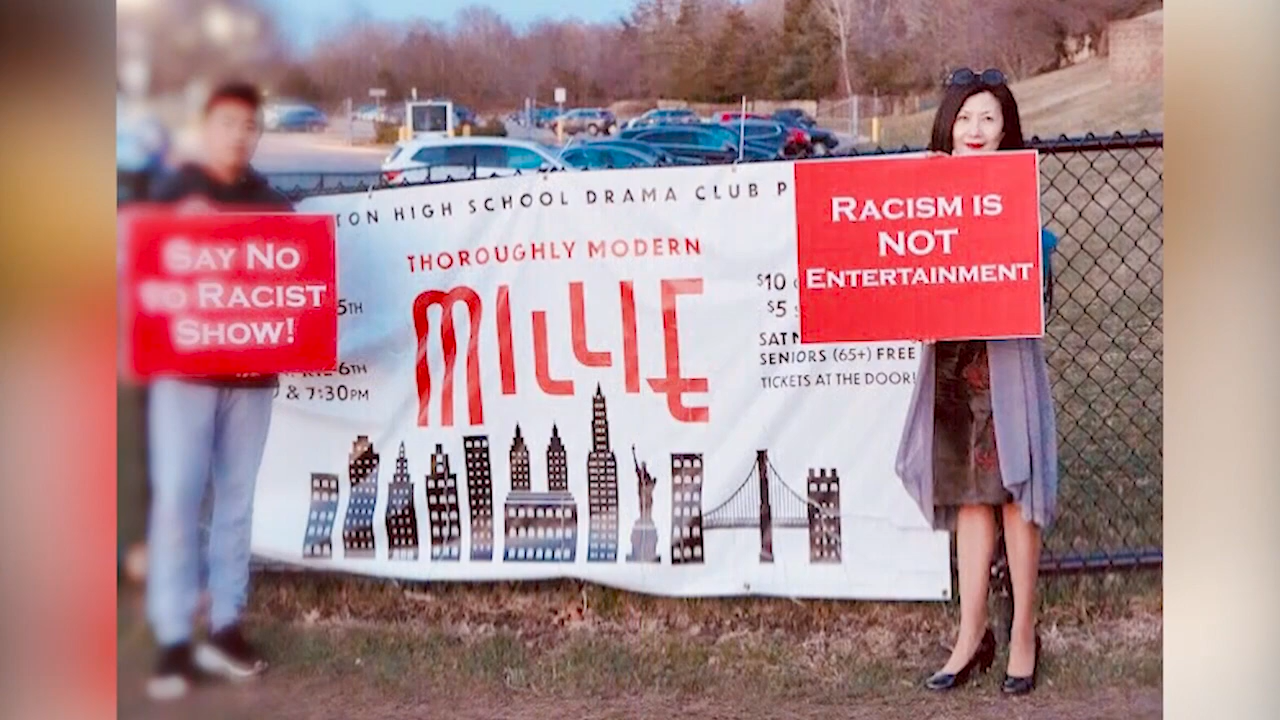 SAY NO
TO RACIST
SHOW!
TON HIGH SCHOOL DRAMA CLUB P
THOROUGHLY MODERN
MILLIE
5TH
6TH
& 7:30PM
$10
$5
SAT
SENIORS (65+) FREE
TICKETS AT THE DOOR!
RACISM IS
NOT
ENTERTAINMENT